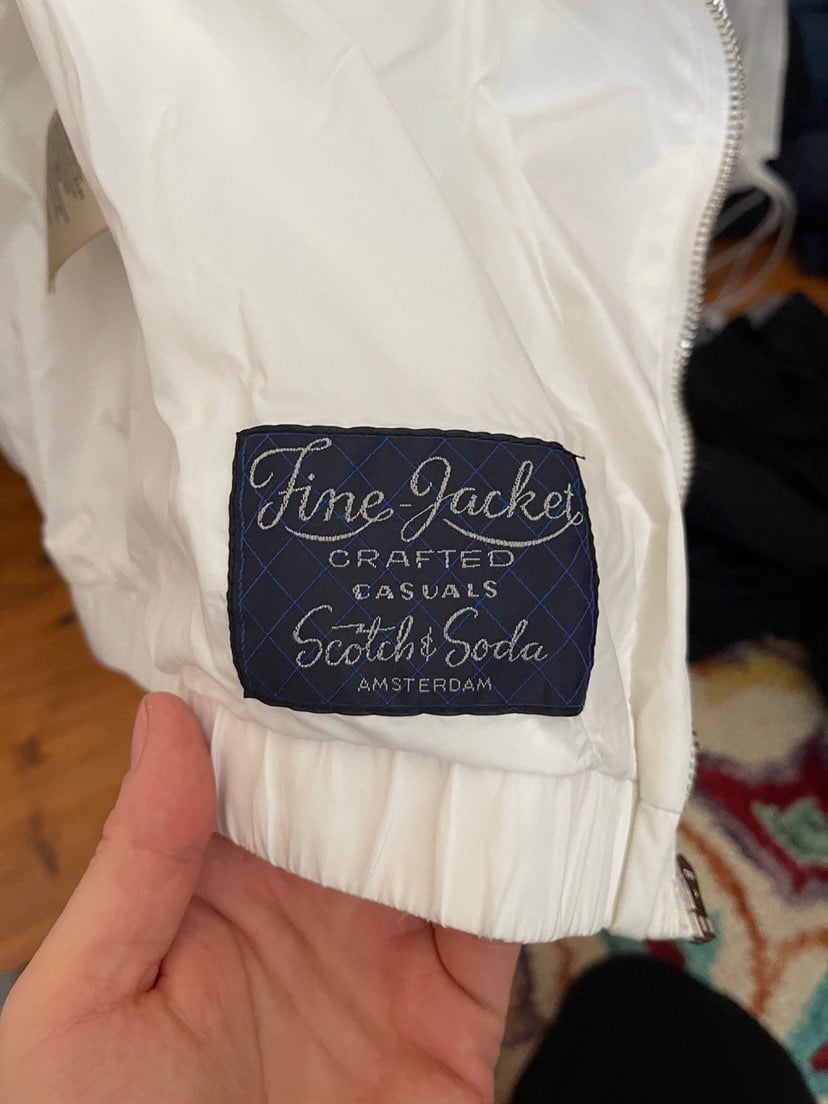 Fine-Jacket
CRAFTED
CASUALS
Scotch & Soda
AMSTERDAM